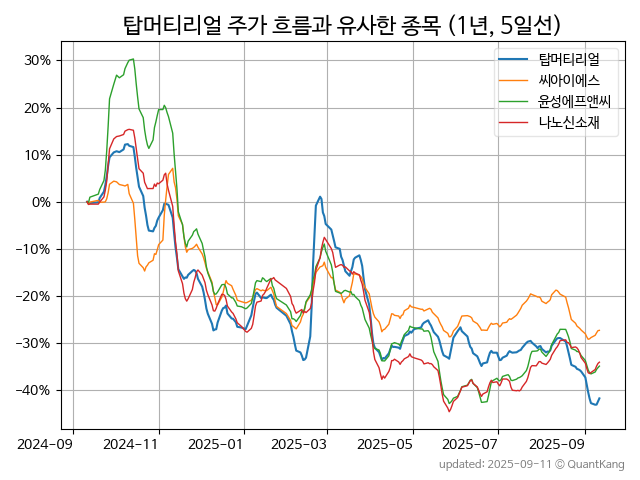 탑머티리얼 주가 흐름과 유사한 종목 (1년, 5일선)
탑머티리얼
씨아이에스
윤성에프앤씨
나노신소재
30%
20%
10%
0%
−10%
−20%
−30%
−40%
2024-09 2024-11 2025-01 2025-03 2025-05 2025-07 2025-09
updated: 2025-09-11 © QuantKang